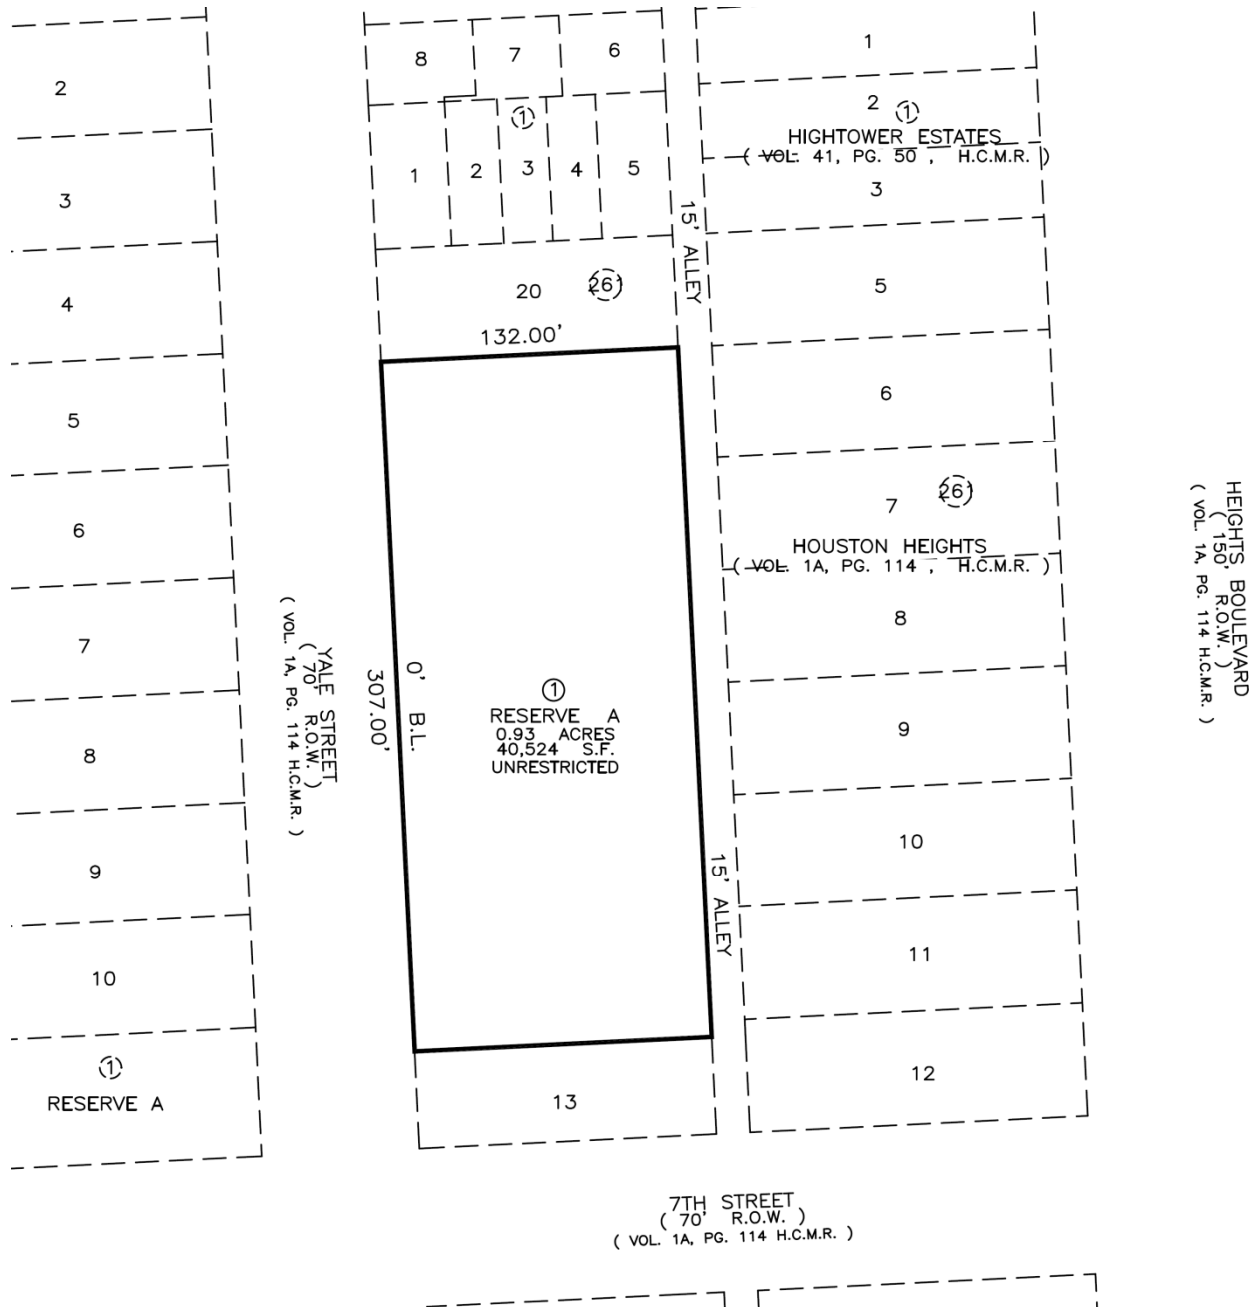 2
3
4
5
6
7
8
9
10
①
RESERVE A
8
7
6
①
1
2
3
4
5
20
261
132.00'
15' ALLEY
1
2
①
HIGHTOWER ESTATES
( VOL. 41, PG. 50 , H.C.M.R. )
3
5
6
7
261
HOUSTON HEIGHTS
( VOL. 1A, PG. 114 , H.C.M.R. )
8
9
10
11
12
YALE STREET
( 70' R.O.W. )
( VOL. 1A, PG. 114 H.C.M.R. )
307.00'
0' B.L.
①
RESERVE A
0.93 ACRES
40,524 S.F.
UNRESTRICTED
15' ALLEY
13
HEIGHTS BOULEVARD
( 150' R.O.W. )
( VOL. 1A, PG. 114 H.C.M.R. )
7TH STREET
( 70' R.O.W. )
( VOL. 1A, PG. 114 H.C.M.R. )